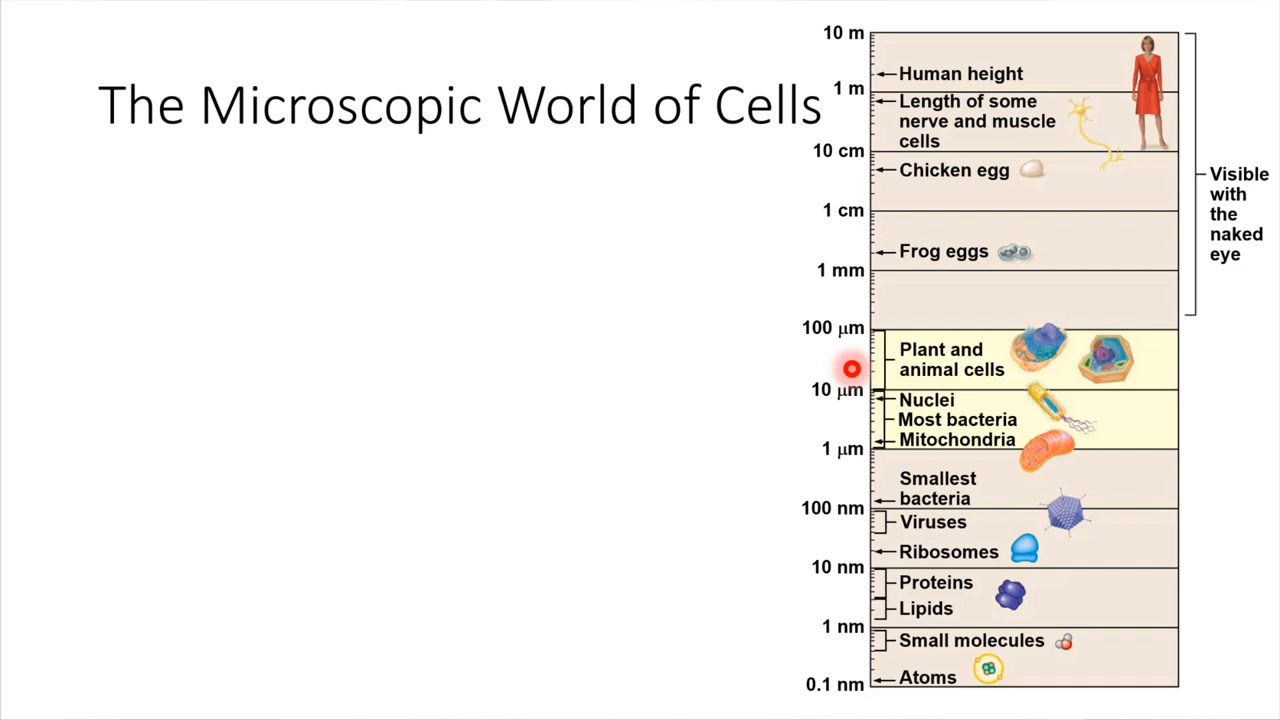 The Microscopic World of Cells
10 m
Human height
1 m
Length of some
nerve and muscle
cells
10 cm
Chicken egg
1 cm
Frog eggs
1 mm
Visible
with
the
naked
eye
100 μm
Plant and
animal cells
10 μm
Nuclei
Most bacteria
Mitochondria
1 μm
Smallest
bacteria
100 nm
Viruses
Ribosomes
10 nm
Proteins
Lipids
1 nm
Small molecules
Atoms
0.1 nm